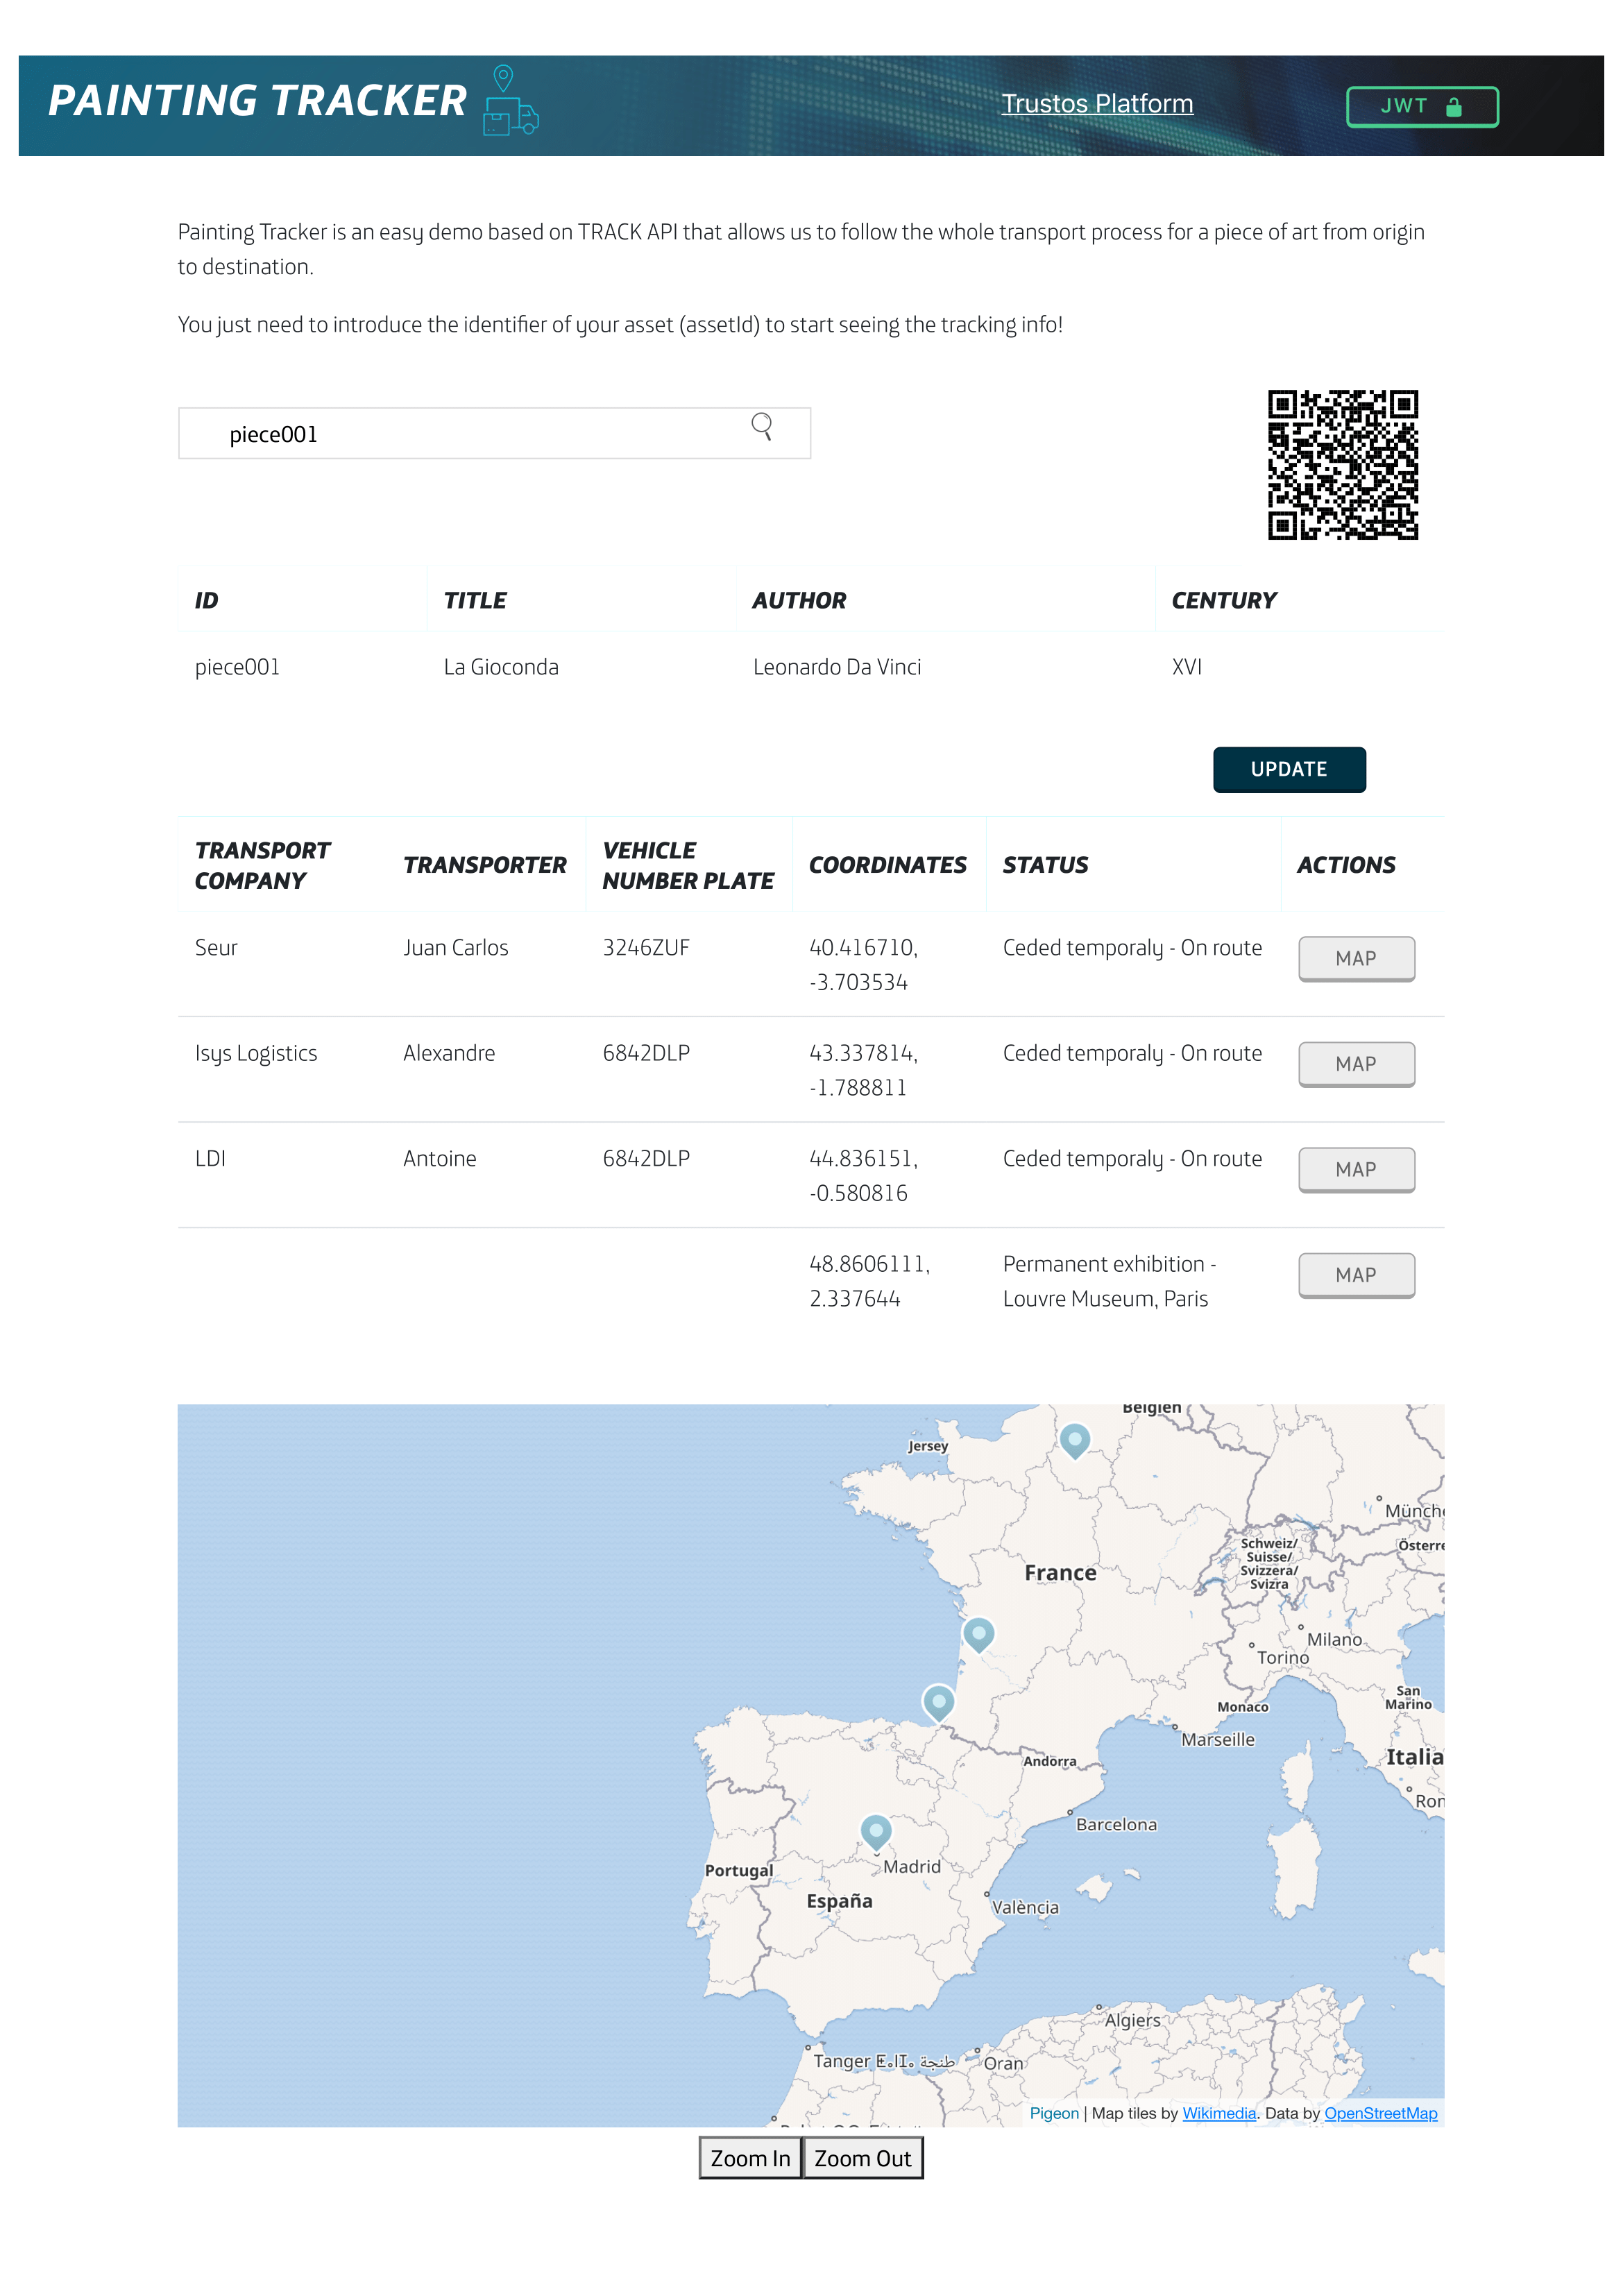 PAINTING TRACKER
Trustos Platform
JWT
Painting Tracker is an easy demo based on TRACK API that allows us to follow the whole transport process for a piece of art from origin
to destination.
You just need to introduce the identifier of your asset (assetId) to start seeing the tracking info!
piece001
ID TITLE AUTHOR CENTURY
piece001 La Gioconda Leonardo Da Vinci XVI
UPDATE
TRANSPORT COMPANY TRANSPORTER VEHICLE NUMBER PLATE COORDINATES STATUS ACTIONS
Seur Juan Carlos 3246ZUF 40.416710, Ceded temporaly - On route MAP
-3.703534
Isys Logistics Alexandre 6842DLP 43.337814, Ceded temporaly - On route MAP
-1.788811
LDI Antoine 6842DLP 44.836151, Ceded temporaly - On route MAP
-0.580816
48.8606111, Permanent exhibition - MAP
2.337644 Louvre Museum, Paris
Belgien
Jersey
Münch
Schweiz/
Suisse/
Svizzera/
Svizra
Österre
France
Milano
Torino
San
Marino
Monaco
Marseille
Andorra
Italia
Ron
Barcelona
Madrid
Portugal
España
València
Algiers
Tanger ⵟⴰⵏⵊⴰ طنجة
Oran
Pigeon | Map tiles by Wikimedia. Data by OpenStreetMap
Zoom In Zoom Out